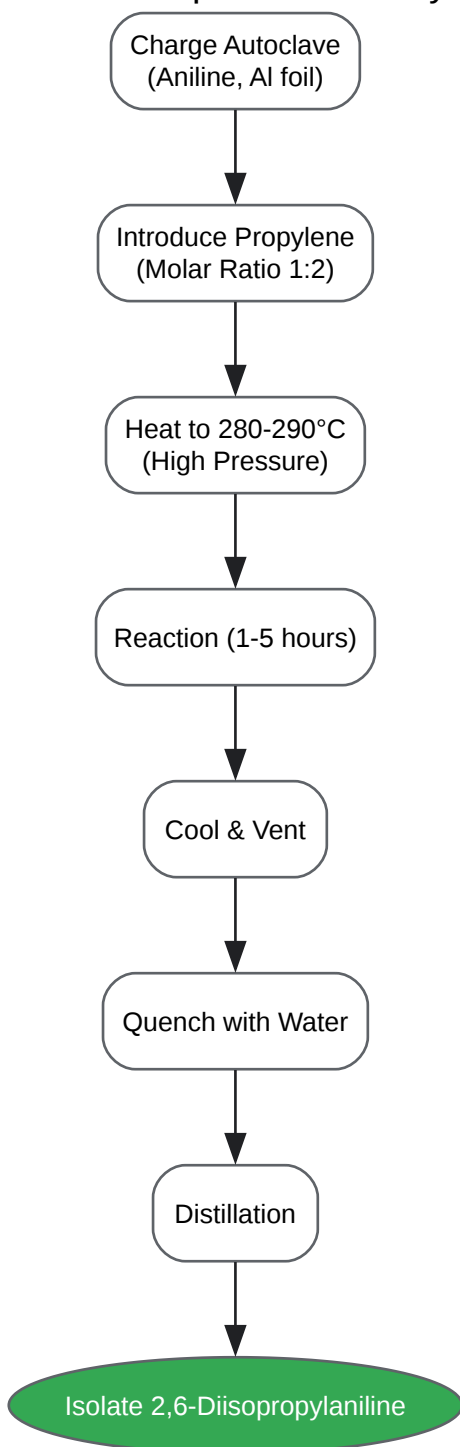 Charge Autoclave
(Aniline, Al foil)
Introduce Propylene
(Molar Ratio 1:2)
Heat to 280-290°C
(High Pressure)
Reaction (1-5 hours)
Cool & Vent
Quench with Water
Distillation
Isolate 2,6-Diisopropylaniline